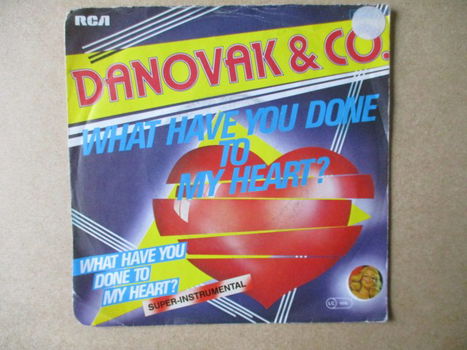 RCA
DANOVAK & CO.
WHAT HAVE YOU DONE
TO
MY HEART?
WHAT HAVE YOU
DONE TO
MY HEART?
SUPER-INSTRUMENTAL
LC